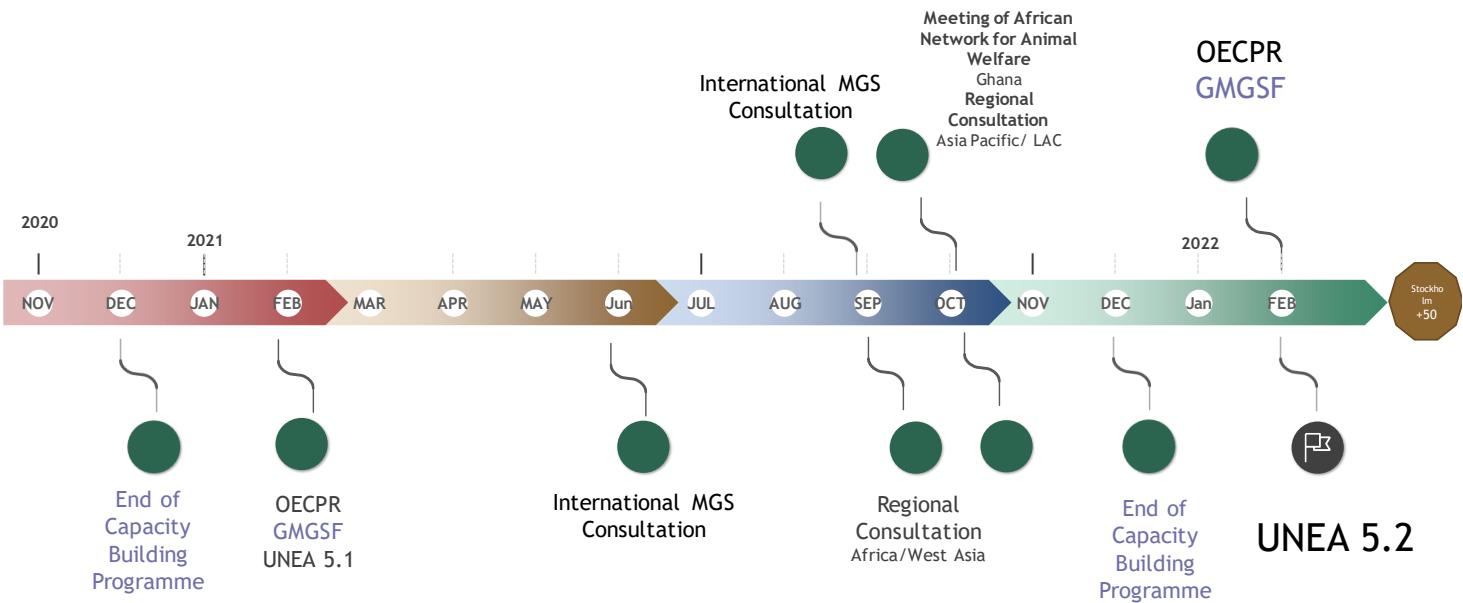 Meeting of African
Network for Animal
Welfare
Ghana
Regional
Consultation
Asia Pacific/ LAC
International MGS
Consultation
OECPR
GMGSF
2020
2021
2022
NOV
DEC
JAN
FEB
MAR
APR
MAY
Jun
JUL
AUG
SEP
OCT
NOV
DEC
Jan
FEB
Stockho
lm
+50
End of
Capacity
Building
Programme
OECPR
GMGSF
UNEA 5.1
International MGS
Consultation
Regional
Consultation
Africa/West Asia
End of
Capacity
Building
Programme
UNEA 5.2